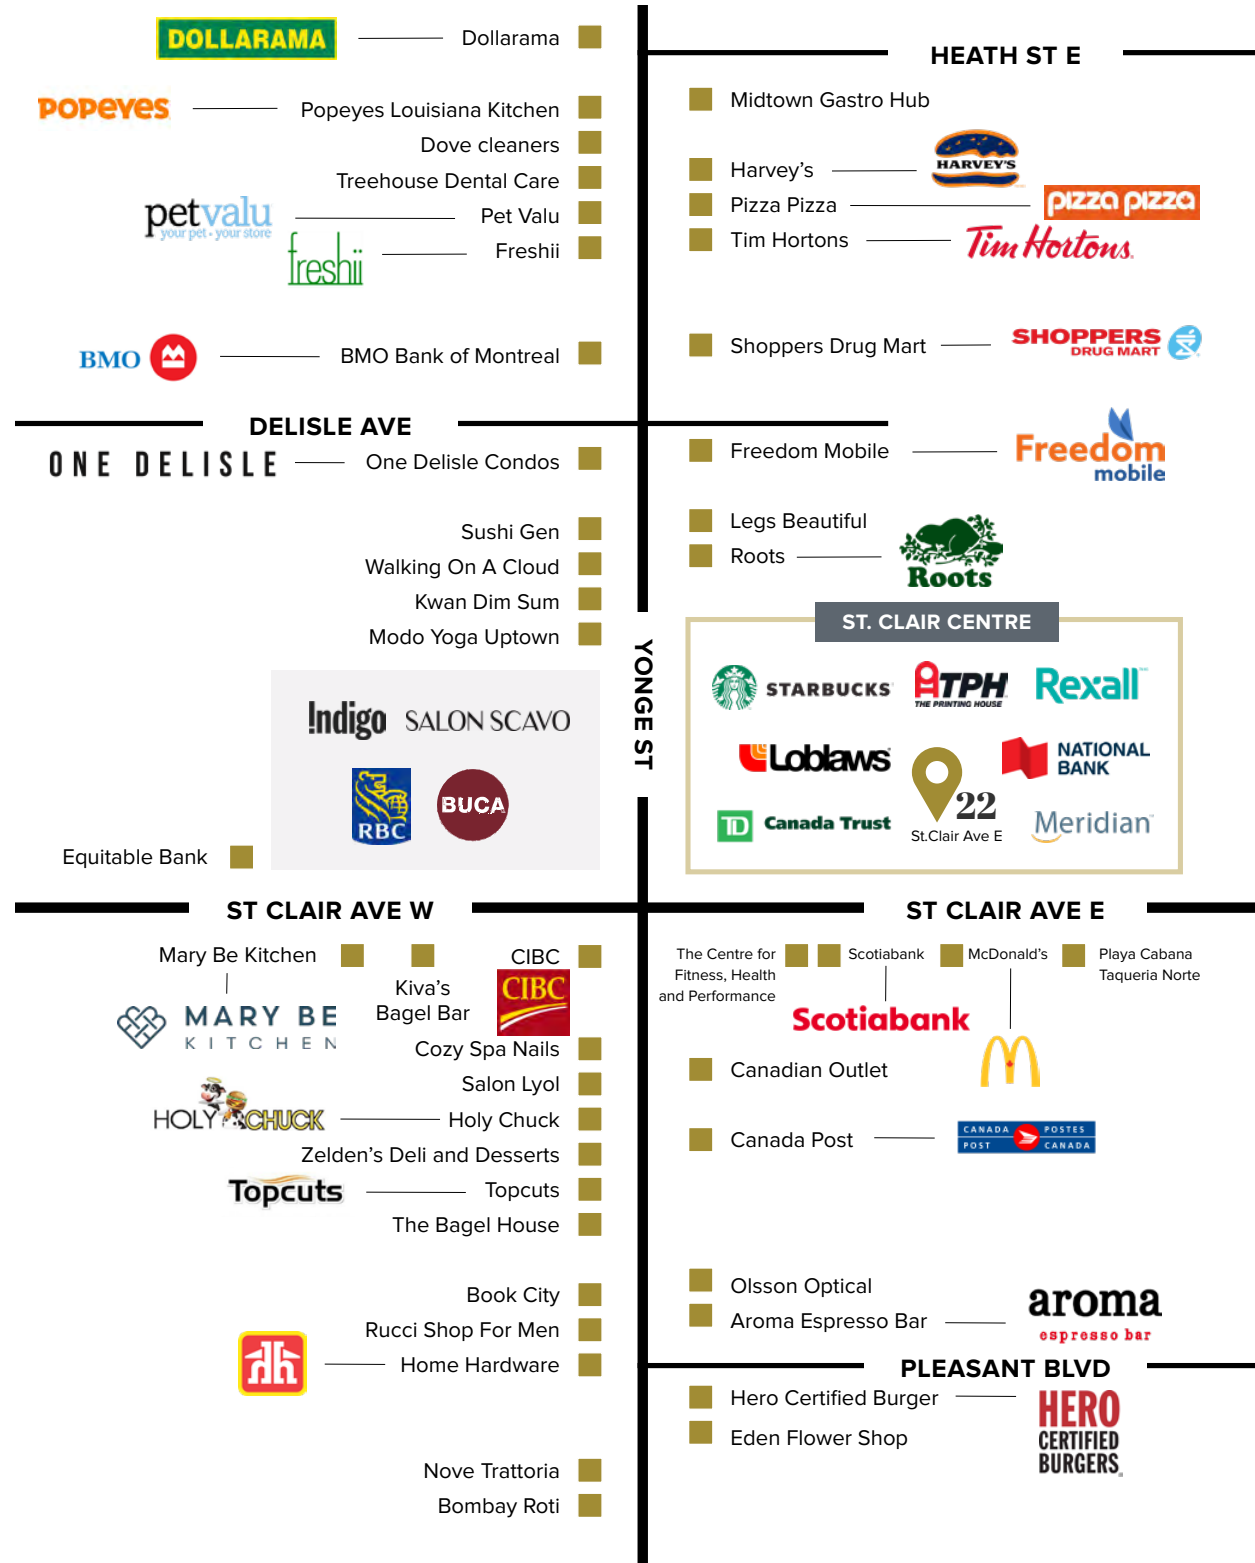 DOLLARAMA
Dollarama
POPEYES
Popeyes Louisiana Kitchen
Dove cleaners
Treehouse Dental Care
petvalu
your pet • your store
Pet Valu
freshii
Freshii
BMO
BMO Bank of Montreal
DELISLE AVE
ONE DELISLE
One Delisle Condos
Sushi Gen
Walking On A Cloud
Kwan Dim Sum
Modo Yoga Uptown
Indigo
SALON SCAVO
RBC
BUCA
Equitable Bank
ST CLAIR AVE W
Mary Be Kitchen
MARY BE
KITCHEN
Kiva's
Bagel Bar
CIBC
CIBC
Cozy Spa Nails
Salon Lyol
HOLY CHUCK
Holy Chuck
Zelden's Deli and Desserts
Topcuts
Topcuts
The Bagel House
Book City
Rucci Shop For Men
Home Hardware
Nove Trattoria
Bombay Roti
YONGE ST
HEATH ST E
Midtown Gastro Hub
Harvey's
HARVEY'S
Pizza Pizza
pizza pizza
Tim Hortons
Tim Hortons.
Shoppers Drug Mart
SHOPPERS
DRUG MART
Freedom Mobile
Freedom
mobile
Legs Beautiful
Roots
Roots
ST. CLAIR CENTRE
STARBUCKS
TPH
THE PRINTING HOUSE
Rexall
Loblaws
22
St.Clair Ave E
NATIONAL
BANK
TD Canada Trust
Meridian
ST CLAIR AVE E
The Centre for
Fitness, Health
and Performance
Scotiabank
Scotiabank
McDonald's
Playa Cabana
Taqueria Norte
Canadian Outlet
Canada Post
CANADA POSTES
POST CANADA
Olsson Optical
Aroma Espresso Bar
aroma
espresso bar
PLEASANT BLVD
Hero Certified Burger
HERO
CERTIFIED
BURGERS
Eden Flower Shop